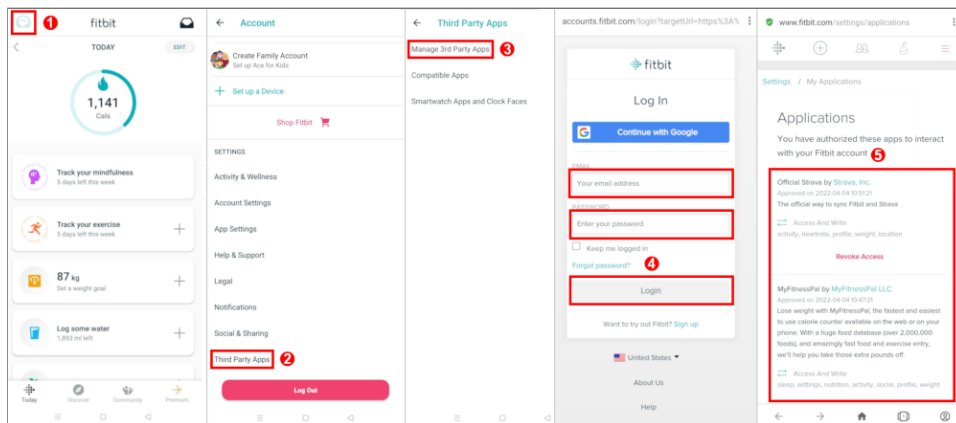 1
fitbit
TODAY
EDIT
1,141
Cals
Track your mindfulness
5 days left this week
Track your exercise
5 days left this week
87 kg
Set a weight goal
Log some water
1,893 ml left
Today
Discover
Community
Premium
Account
Create Family Account
Set up Ace for Kids
Set up a Device
Shop Fitbit
SETTINGS
Activity & Wellness
Account Settings
App Settings
Help & Support
Legal
Notifications
Social & Sharing
Third Party Apps
2
Log Out
Third Party Apps
Manage 3rd Party Apps
3
Compatible Apps
Smartwatch Apps and Clock Faces
accounts.fitbit.com/login?targetUrl=https%3A%
fitbit
Log In
G
Continue with Google
EMAIL
Your email address
PASSWORD
Enter your password
Keep me logged in
Forgot password?
4
Login
Want to try out Fitbit? Sign up
United States
About Us
Help
www.fitbit.com/settings/applications
Settings / My Applications
Applications
You have authorized these apps to interact
with your Fitbit account
5
Official Strava by Strava, Inc.
Approved on 2022-04-04 10:51:21
The official way to sync Fitbit and Strava
Access And Write
activity, heartrate, profile, weight, location
Revoke Access
MyFitnessPal by MyFitnessPal LLC
Approved on 2022-04-04 10:47:21
Lose weight with MyFitnessPal, the fastest and easiest
to use calorie counter available on the web or on your
phone. With a huge food database (over 2,000,000
foods), and amazingly fast food and exercise entry,
we'll help you take those extra pounds off.
Access And Write
sleep, settings, nutrition, activity, social, profile, weight